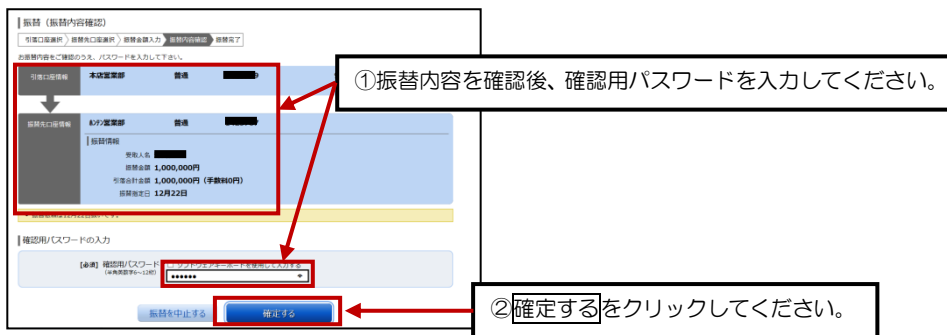 振替（振替内容確認）
引落口座選択 振替先口座選択 振替金額入力 振替内容確認 振替完了
お振替内容をご確認のうえ、パスワードを入力して下さい。
引落口座情報 本店営業部 普通 9
①振替内容を確認後、確認用パスワードを入力してください。
振替先口座情報 営業部 普通
振替情報
受取人名
振替金額 1,000,000円
引落合計金額 1,000,000円（手数料0円）
振替指定日 12月22日
確認用パスワードの入力
[必須] 確認用パスワード ソフトウェアキーボードを使用して入力する
（半角英数字6～12桁） ••••••
振替を中止する 確定する
②確定するをクリックしてください。